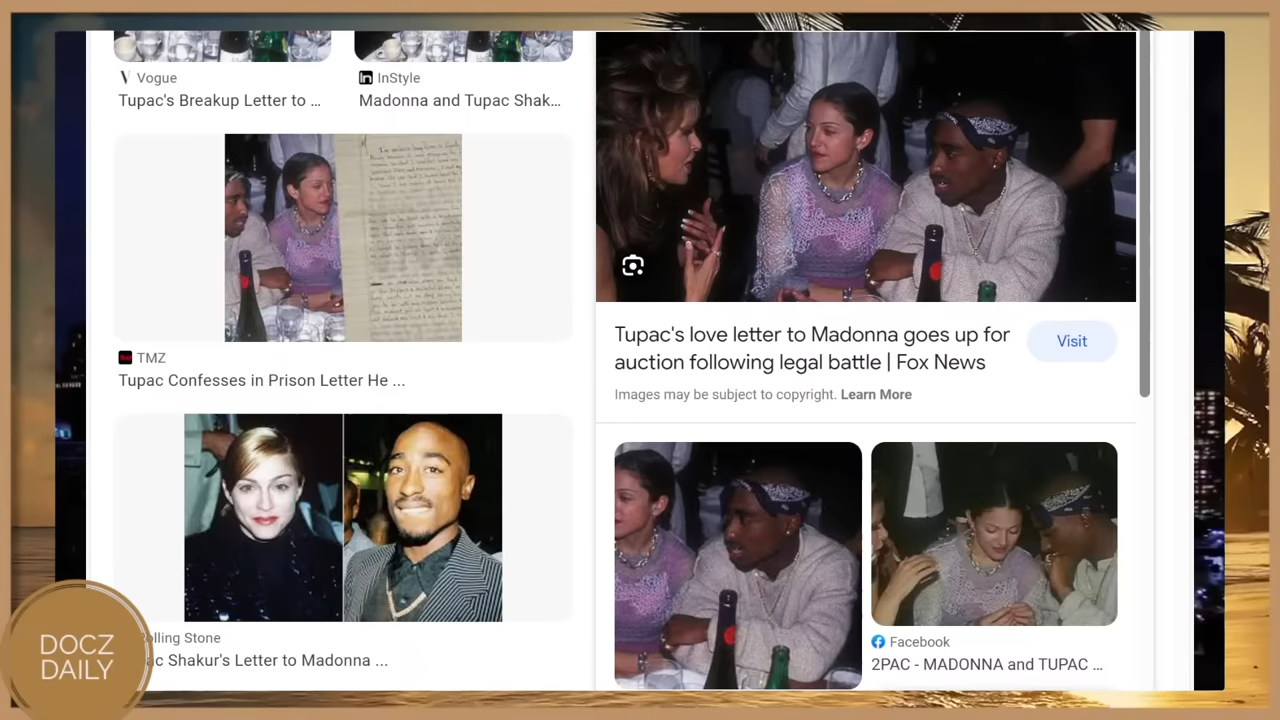 Vogue
Tupac's Breakup Letter to ...
InStyle
Madonna and Tupac Shak...
TMZ
Tupac Confesses in Prison Letter He ...
olling Stone
ac Shakur's Letter to Madonna ...
Tupac's love letter to Madonna goes up for
auction following legal battle | Fox News
Visit
Images may be subject to copyright. Learn More
Facebook
2PAC - MADONNA and TUPAC ...
DOCZ
DAILY